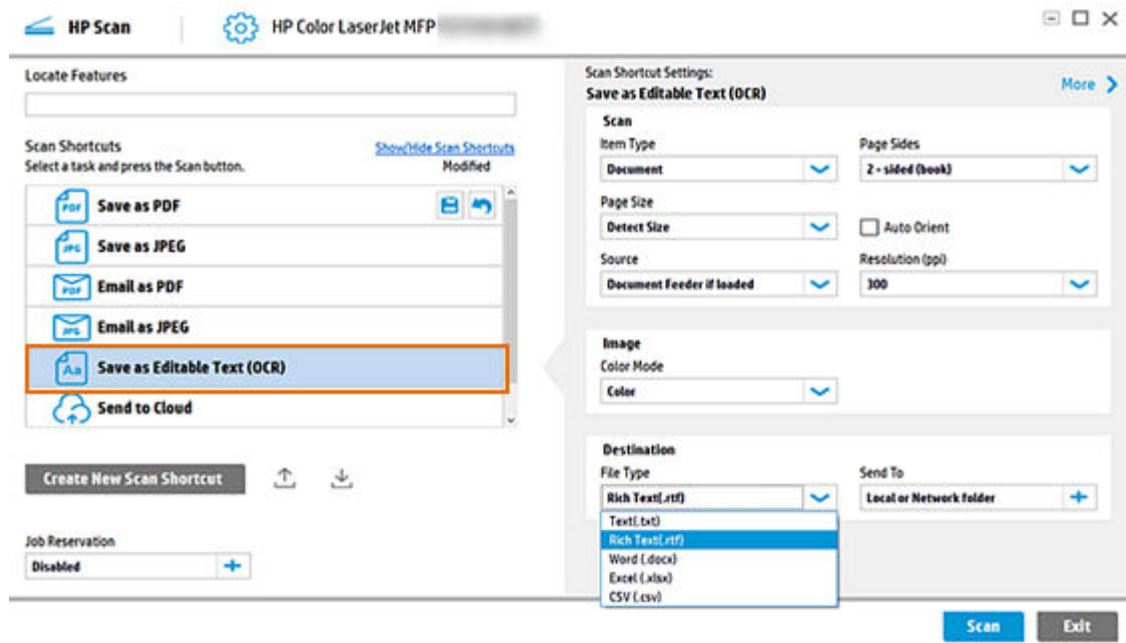 HP Scan
HP Color LaserJet MFP
Locate Features
Scan Shortcuts
Show/Hide Scan Shortcuts
Select a task and press the Scan button.
Modified
PDF
Save as PDF
JPG
Save as JPEG
PDF
Email as PDF
JPG
Email as JPEG
Aa
Save as Editable Text (OCR)
Send to Cloud
Create New Scan Shortcut
Job Reservation
Disabled
Scan Shortcut Settings:
Save as Editable Text (OCR)
More
Scan
Item Type
Page Sides
Document
2 - sided (book)
Page Size
Detect Size
Auto Orient
Source
Resolution (ppi)
Document Feeder if loaded
300
Image
Color Mode
Color
Destination
File Type
Send To
Rich Text(.rtf)
Local or Network folder
Text(.txt)
Rich Text(.rtf)
Word (.docx)
Excel (.xlsx)
CSV (.csv)
Scan
Exit